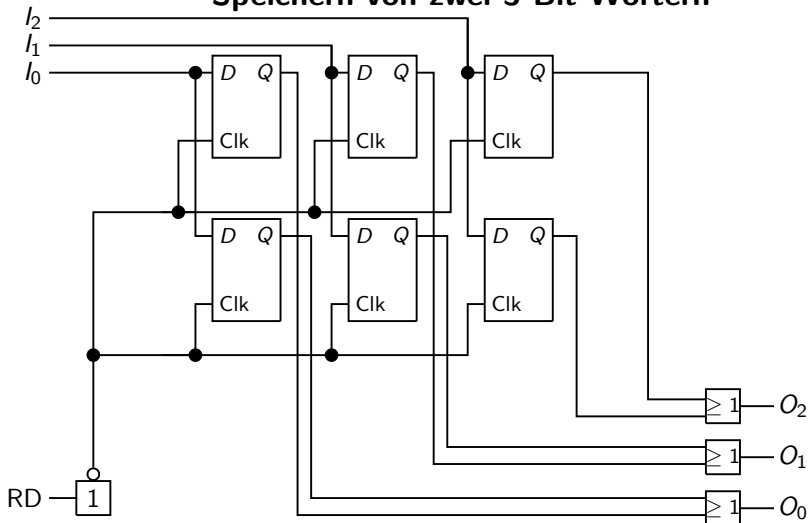 Speichern von zwei 3-Bit-Wörtern
I₂
I₁
I₀
D Q
Clk
D Q
Clk
D Q
Clk
D Q
Clk
D Q
Clk
D Q
Clk
≥ 1 O₂
≥ 1 O₁
RD 1
≥ 1 O₀